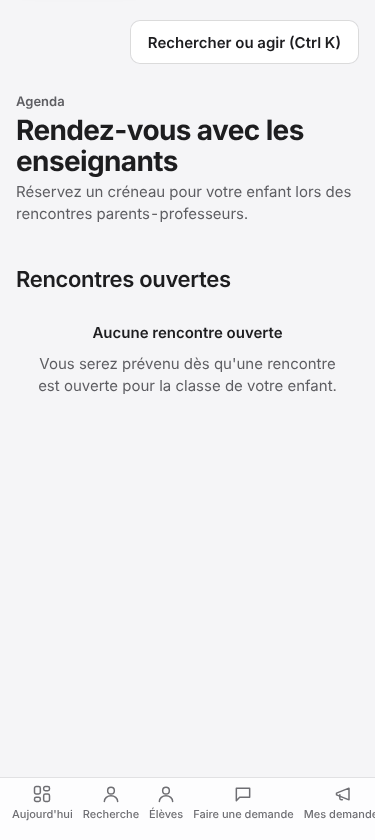 Rechercher ou agir (Ctrl K)
Agenda
Rendez-vous avec les
enseignants
Réservez un créneau pour votre enfant lors des
rencontres parents-professeurs.
Rencontres ouvertes
Aucune rencontre ouverte
Vous serez prévenu dès qu'une rencontre
est ouverte pour la classe de votre enfant.
Aujourd'hui Recherche Élèves Faire une demande Mes demande